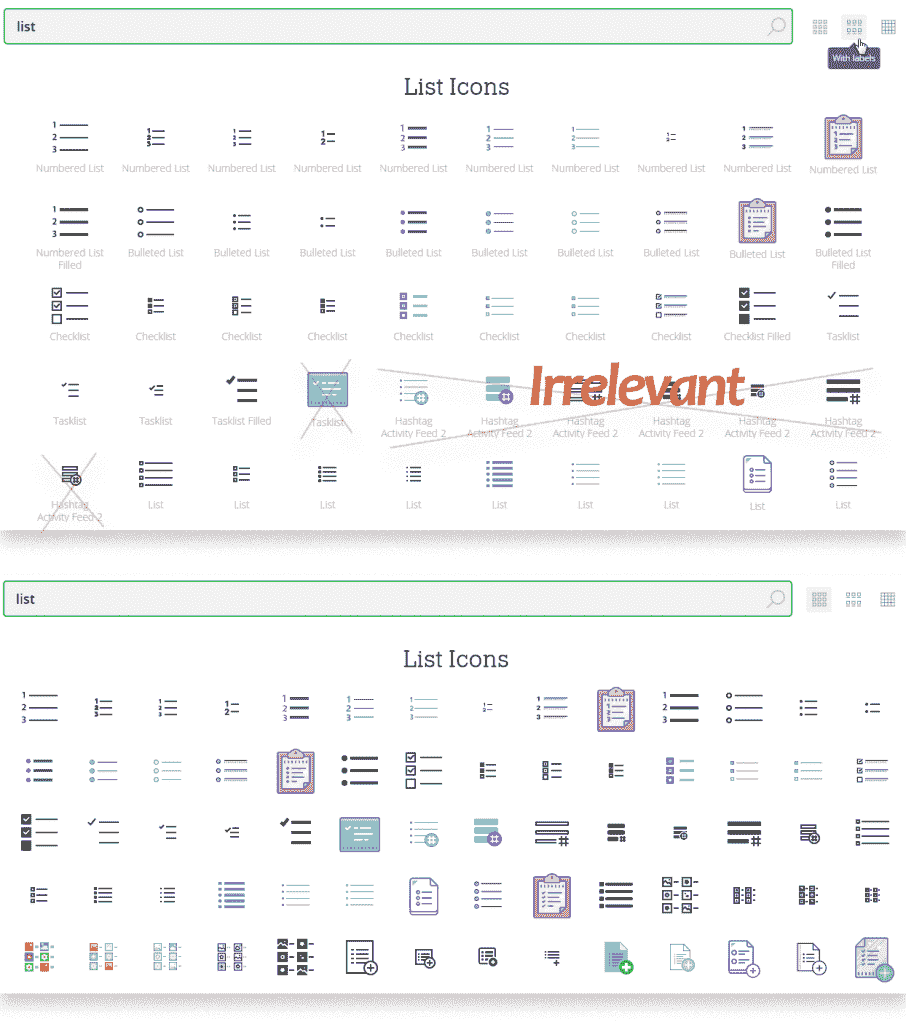 list
With labels
List Icons
Numbered List Numbered List Numbered List Numbered List Numbered List Numbered List Numbered List Numbered List Numbered List Numbered List
Numbered List Filled Bulleted List Bulleted List Bulleted List Bulleted List Bulleted List Bulleted List Bulleted List Bulleted List Bulleted List Filled
Checklist Checklist Checklist Checklist Checklist Checklist Checklist Checklist Checklist Filled Tasklist
Irrelevant
Tasklist Tasklist Tasklist Filled Tasklist Hashtag Activity Feed 2 Hashtag Activity Feed 2 Hashtag Activity Feed 2 Hashtag Activity Feed 2 Hashtag Activity Feed 2 Hashtag Activity Feed 2
Hashtag Activity Feed 2 List List List List List List List List List
list
List Icons